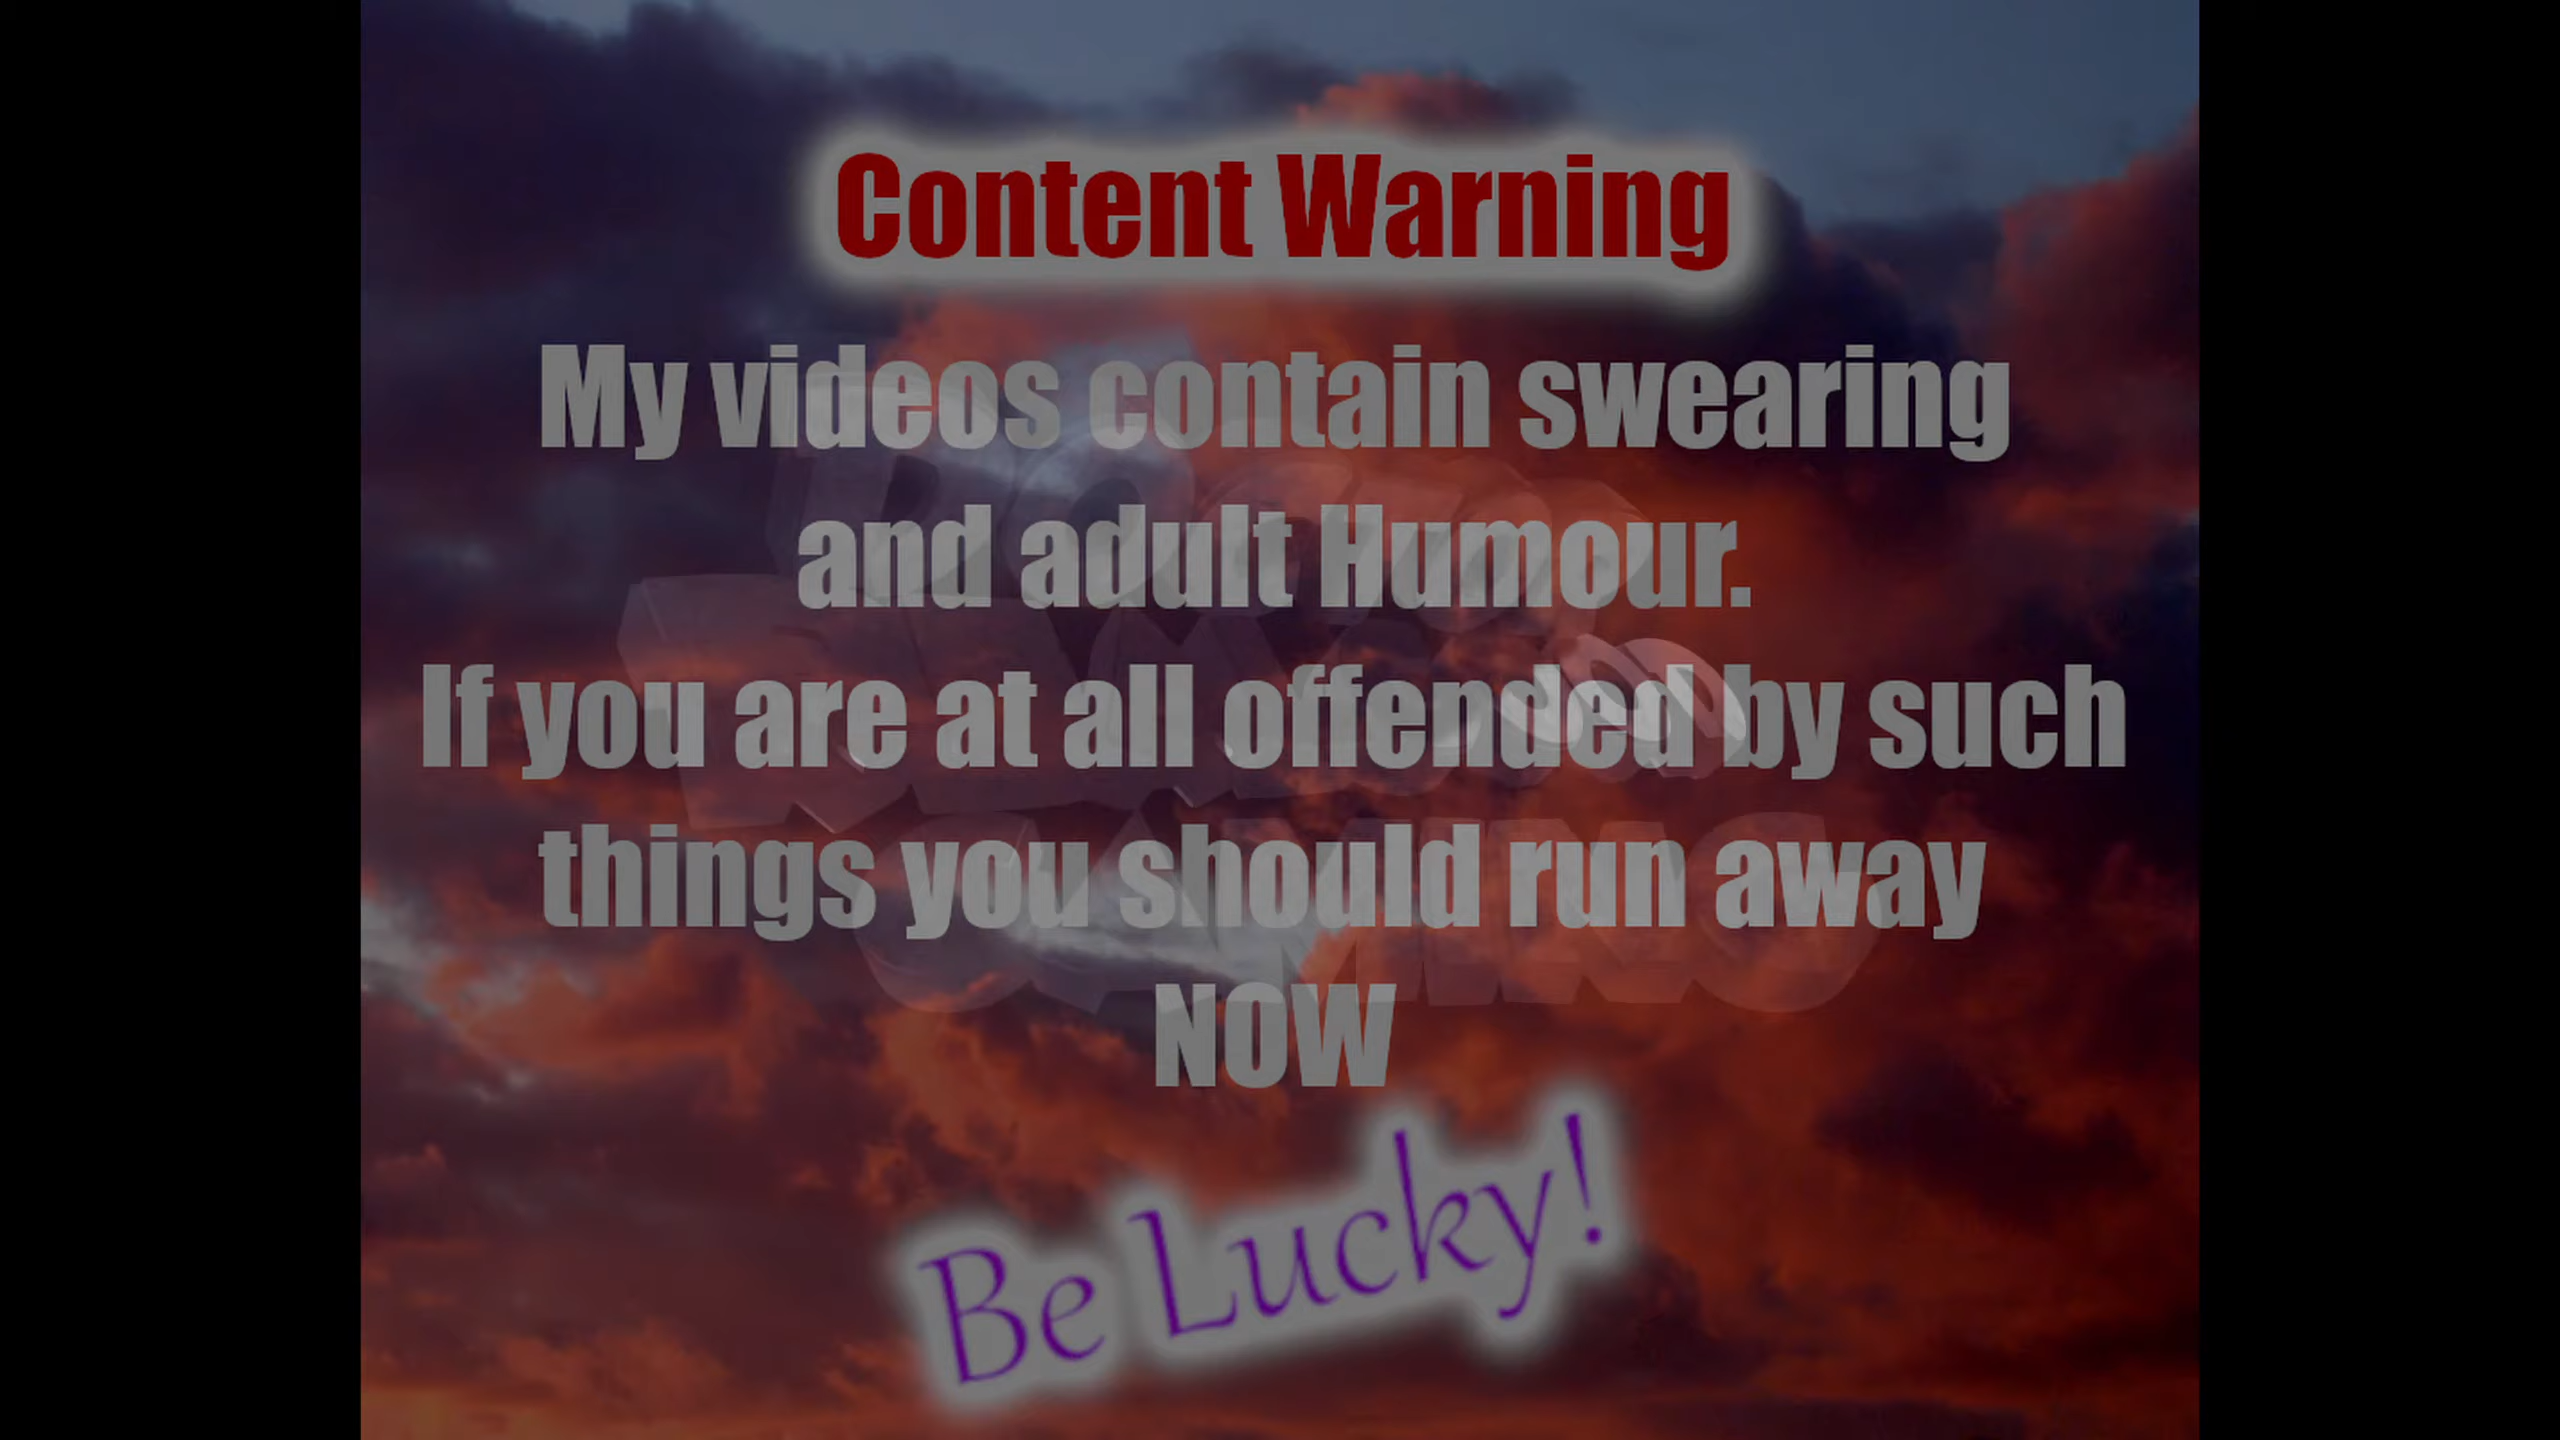 Content Warning
My videos contain swearing
and adult Humour.
If you are at all offended by such
things you should run away
NOW
Be Lucky!
GAMING